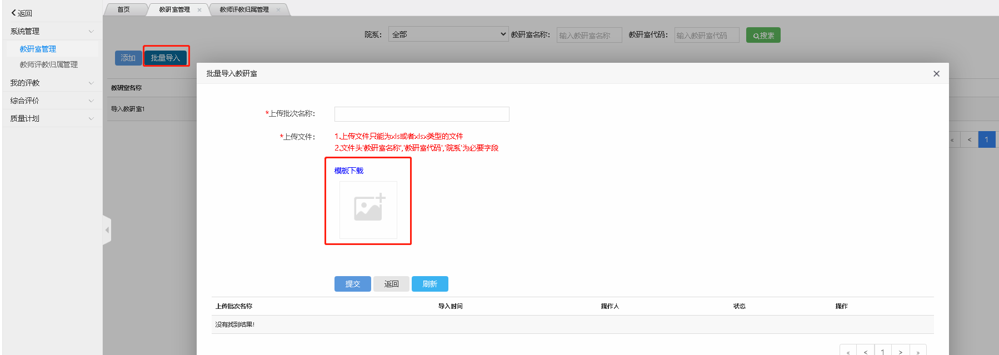 返回
首页 教研室管理 × 教师评教归属管理 ×
系统管理
教研室管理
教师评教归属管理
我的评教
综合评价
质量计划
院系： 全部 教研室名称： 输入教研室名称 教研室代码： 输入教研室代码 搜索
添加 批量导入
教研室名称
导入教研室1
« < 1
批量导入教研室 ×
*上传批次名称：
*上传文件： 1.上传文件只能为xls或者xlsx类型的文件
2.文件头'教研室名称','教研室代码','院系'为必要字段
模板下载
提交 返回 刷新
上传批次名称 导入时间 操作人 状态 操作
没有找到结果!
« < 1 > »